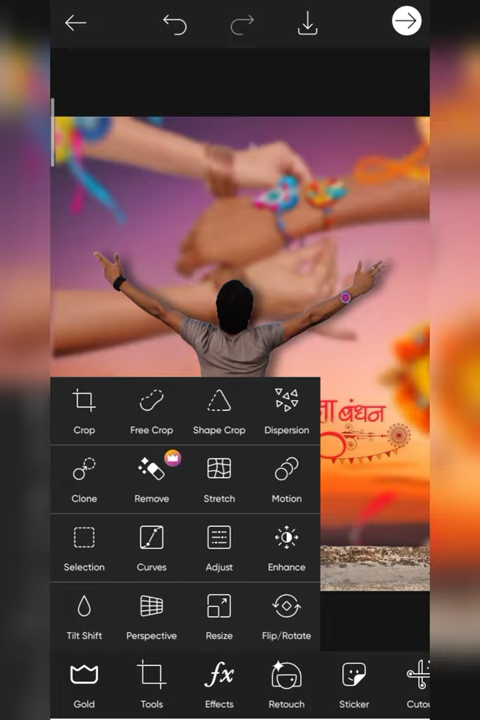 बंधन
Crop Free Crop Shape Crop Dispersion
Clone Remove Stretch Motion
Selection Curves Adjust Enhance
Tilt Shift Perspective Resize Flip/Rotate
Gold Tools Effects Retouch Sticker